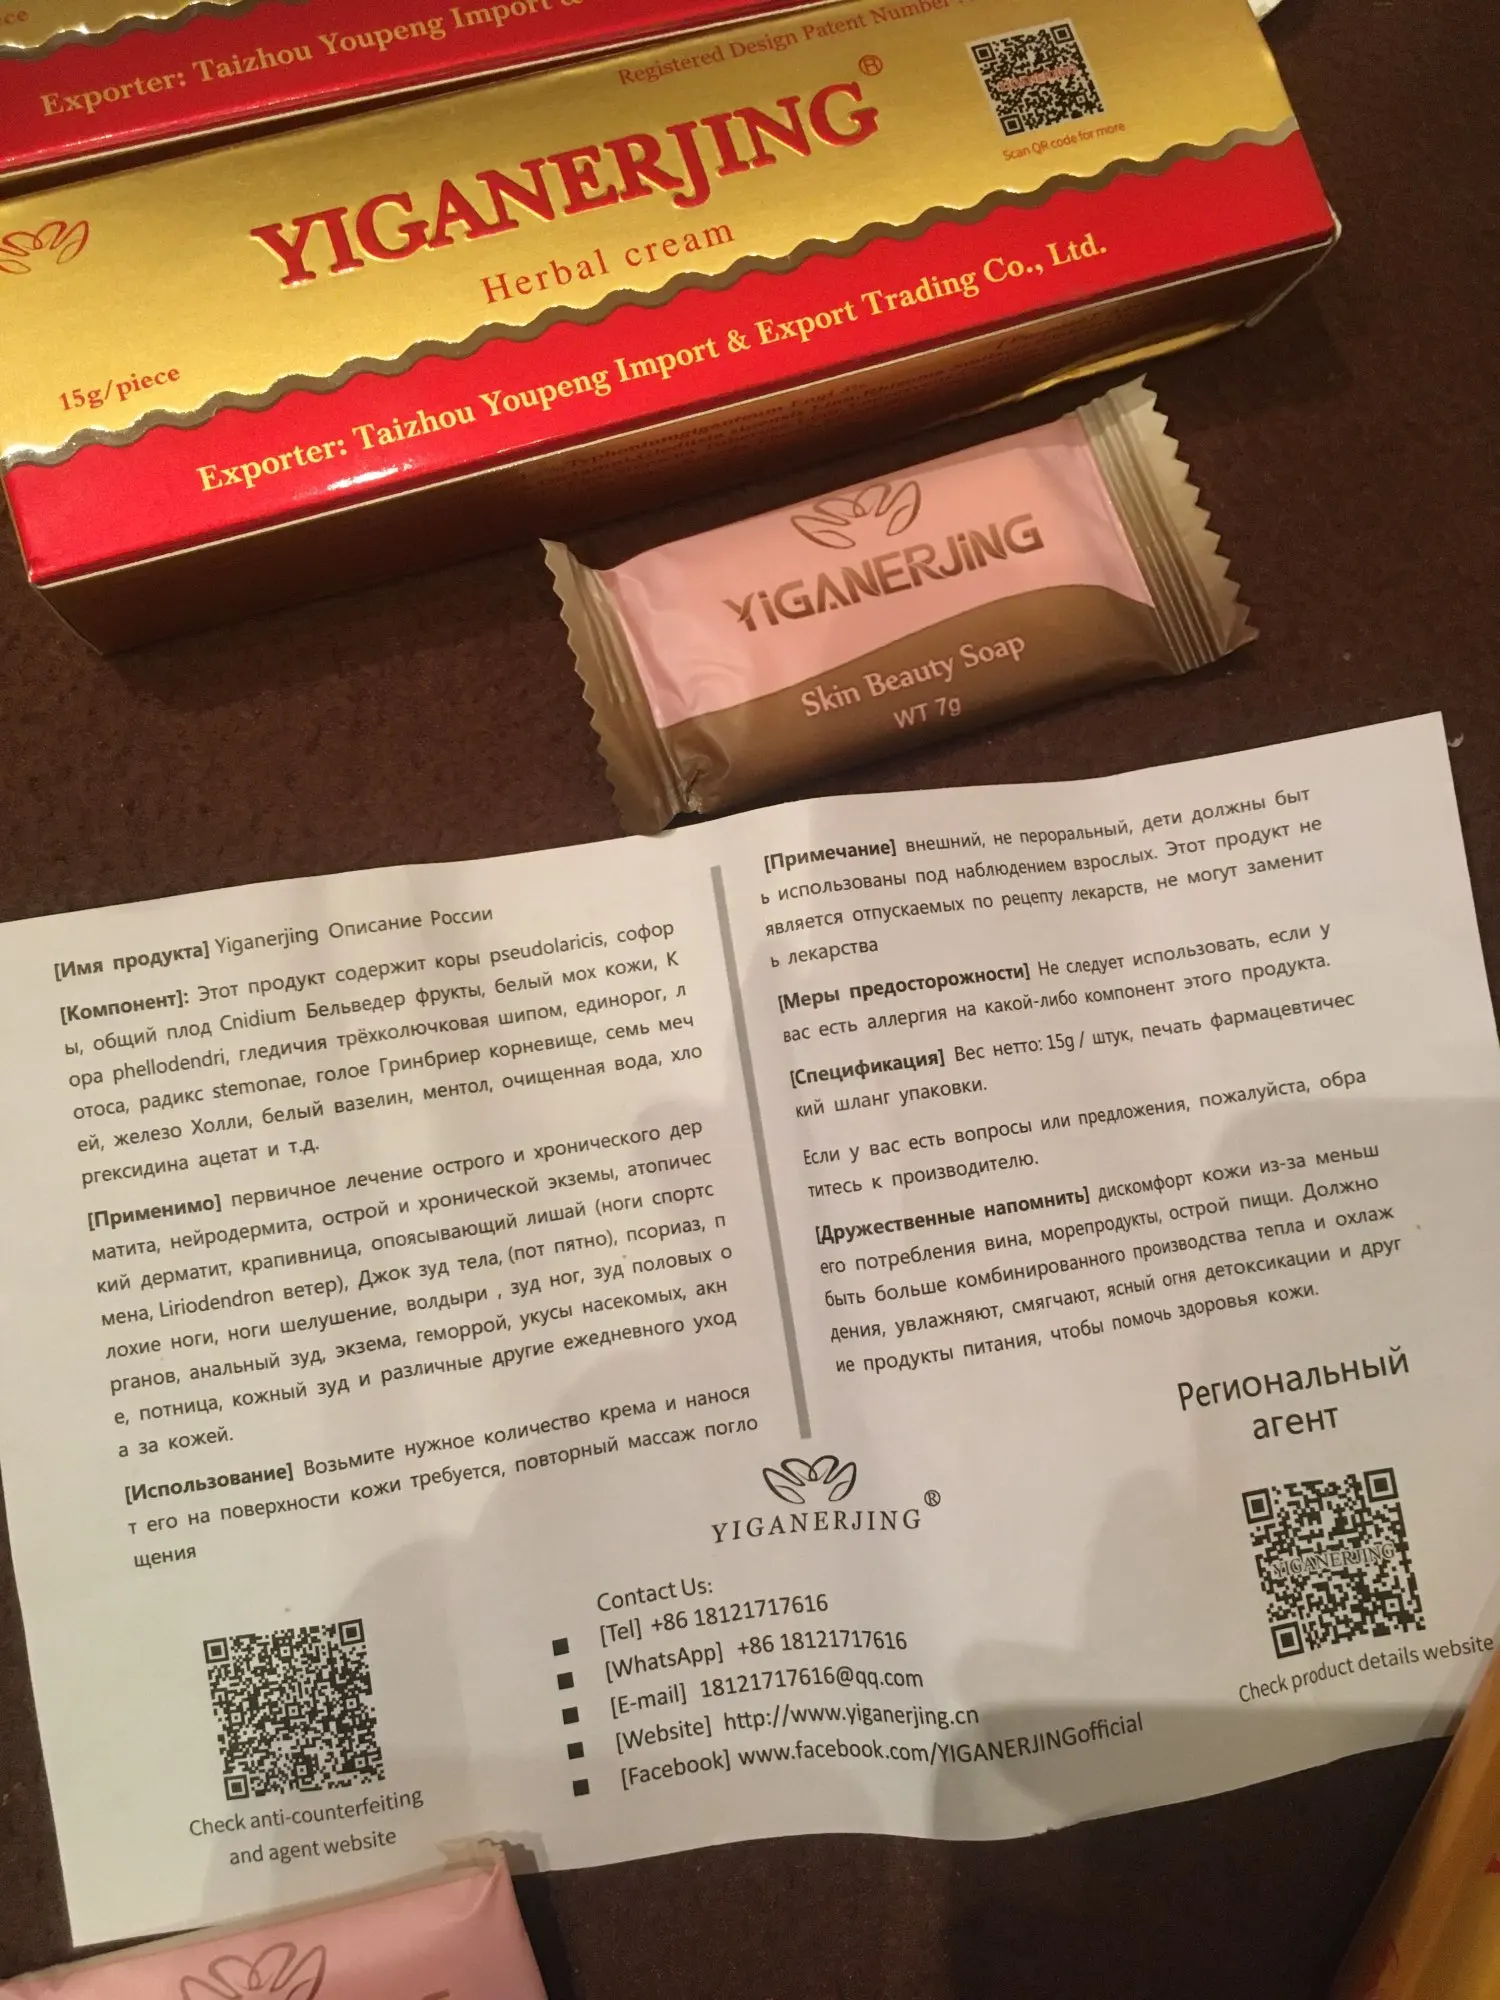 Exporter: Taizhou Youpeng Import &
Registered Design Patent Number
YIGANERJING®
Herbal cream
Scan QR code for more
15g/piece
Exporter: Taizhou Youpeng Import & Export Trading Co., Ltd.
YiGANERJiNG
Skin Beauty Soap
WT 7g
[Имя продукта] Yiganerjing Описание России
[Компонент]: Этот продукт содержит коры pseudolaricis, софор
ы, общий плод Cnidium Бельведер фрукты, белый мох кожи, К
ора phellodendri, гледичия трёхколючковая шипом, единорог, л
отоса, радикс stemonae, голое Гринбриер корневище, семь меч
ей, железо Холли, белый вазелин, ментол, очищенная вода, хло
ргексидина ацетат и т.д.
[Применимо] первичное лечение острого и хронического дер
матита, нейродермита, острой и хронической экземы, атопичес
кий дерматит, крапивница, опоясывающий лишай (ноги спортс
мена, Liriodendron ветер), Джок зуд тела, (пот пятно), псориаз, п
лохие ноги, ноги шелушение, волдыри , зуд ног, зуд половых о
рганов, анальный зуд, экзема, геморрой, укусы насекомых, акн
е, потница, кожный зуд и различные другие ежедневного уход
а за кожей.
[Использование] Возьмите нужное количество крема и нанося
т его на поверхности кожи требуется, повторный массаж погло
щения
[Примечание] внешний, не пероральный, дети должны быт
ь использованы под наблюдением взрослых. Этот продукт не
является отпускаемых по рецепту лекарств, не могут заменит
ь лекарства
[Меры предосторожности] Не следует использовать, если у
вас есть аллергия на какой-либо компонент этого продукта.
[Спецификация] Вес нетто: 15g / штук, печать фармацевтичес
кий шланг упаковки.
Если у вас есть вопросы или предложения, пожалуйста, обра
титесь к производителю.
[Дружественные напомнить] дискомфорт кожи из-за меньш
его потребления вина, морепродукты, острой пищи. Должно
быть больше комбинированного производства тепла и охлаж
дения, увлажняют, смягчают, ясный огня детоксикации и друг
ие продукты питания, чтобы помочь здоровья кожи.
Региональный
агент
YIGANERJING®
YIGANERJING
Check product details website
Contact Us:
[Tel] +86 18121717616
[WhatsApp] +86 18121717616
[E-mail] 18121717616@qq.com
[Website] http://www.yiganerjing.cn
[Facebook] www.facebook.com/YIGANERJINGofficial
Check anti-counterfeiting
and agent website